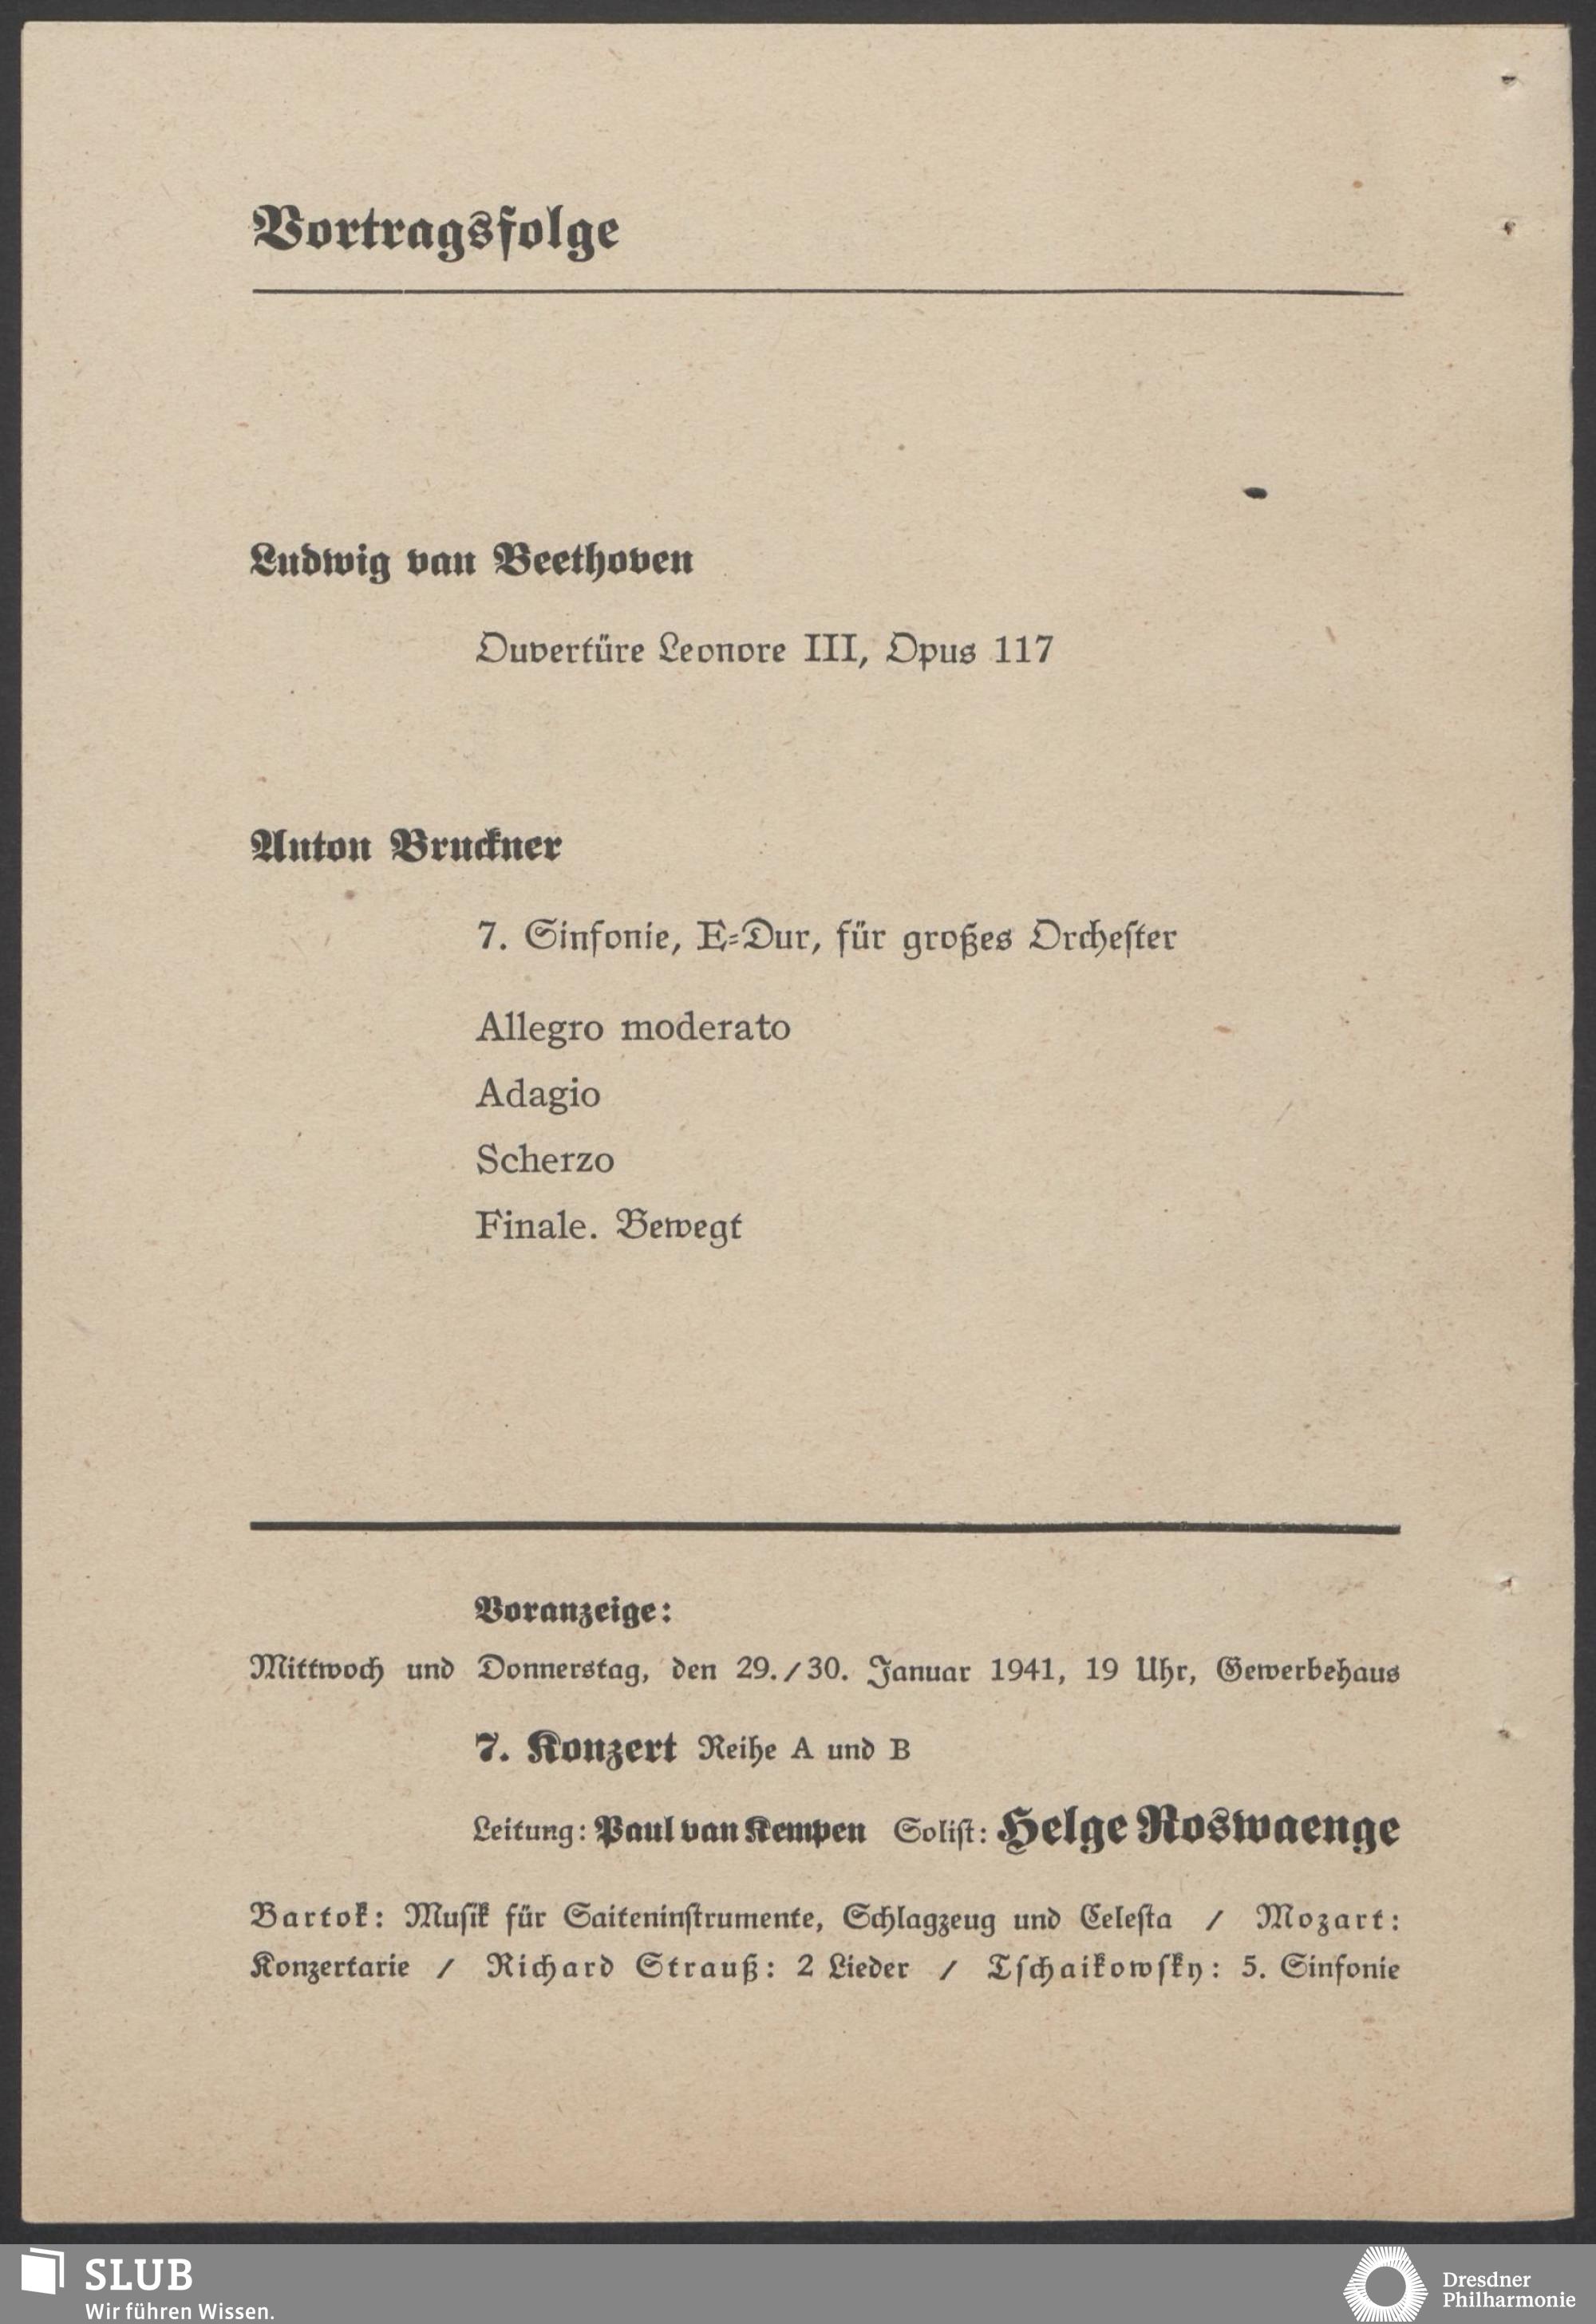 Vortragsfolge
Ludwig van Beethoven
Ouvertüre Leonore III, Opus 117
Anton Bruckner
7. Sinfonie, E-Dur, für großes Orchester
Allegro moderato
Adagio
Scherzo
Finale. Bewegt
Voranzeige:
Mittwoch und Donnerstag, den 29./30. Januar 1941, 19 Uhr, Gewerbehaus
7. Konzert Reihe A und B
Leitung: Paul van Kempen Solist: Helge Roswaenge
Bartok: Musik für Saiteninstrumente, Schlagzeug und Celesta / Mozart:
Konzertarie / Richard Strauß: 2 Lieder / Tschaikowsky: 5. Sinfonie
SLUB
Wir führen Wissen.
Dresdner
Philharmonie